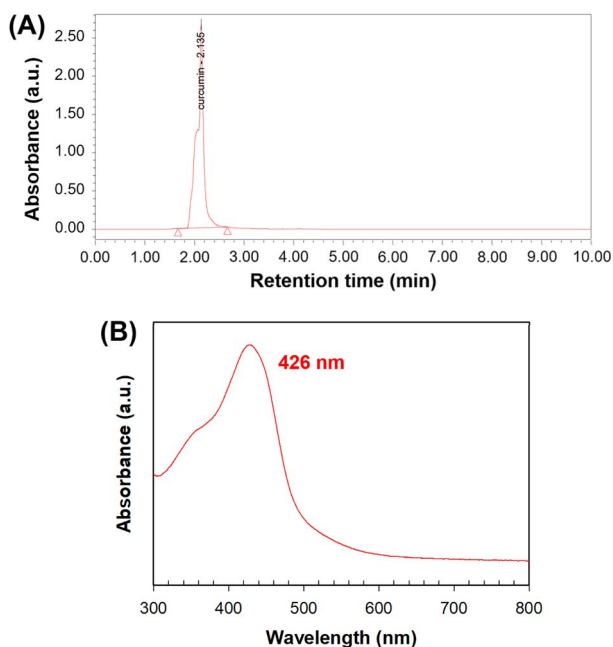 (A)
Absorbance (a.u.)
2.50
2.00
1.50
1.00
0.50
0.00
curcumin - 2.135
0.00 1.00 2.00 3.00 4.00 5.00 6.00 7.00 8.00 9.00 10.00
Retention time (min)
(B)
Absorbance (a.u.)
426 nm
300 400 500 600 700 800
Wavelength (nm)